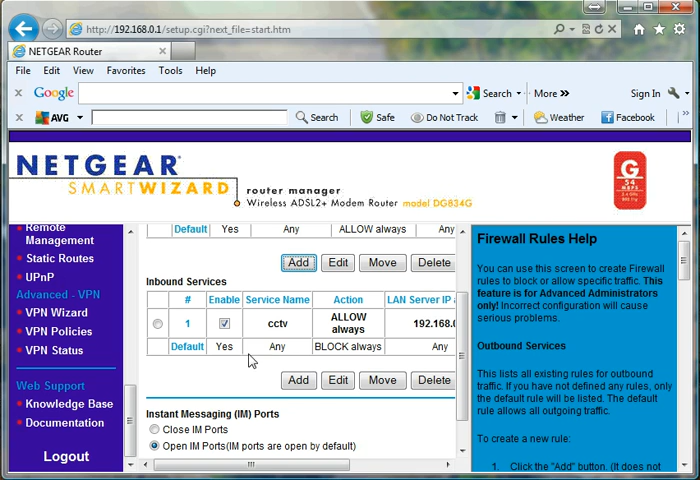 http://192.168.0.1/setup.cgi?next_file=start.htm
NETGEAR Router
File Edit View Favorites Tools Help
Google Search More >> Sign In
AVG Search Safe Do Not Track Weather Facebook
NETGEAR®
SMARTWIZARD router manager
Wireless ADSL2+ Modem Router model DG834G
G
54
MBPS
Remote
Management
Static Routes
UPnP
Advanced - VPN
VPN Wizard
VPN Policies
VPN Status
Web Support
Knowledge Base
Documentation
Logout
Default Yes Any ALLOW always Any
Add Edit Move Delete
Inbound Services
# Enable Service Name Action LAN Server IP a
1 cctv ALLOW always 192.168.0
Default Yes Any BLOCK always Any
Add Edit Move Delete
Instant Messaging (IM) Ports
Close IM Ports
Open IM Ports(IM ports are open by default)
Firewall Rules Help
You can use this screen to create Firewall
rules to block or allow specific traffic. This
feature is for Advanced Administrators
only! Incorrect configuration will cause
serious problems.
Outbound Services
This lists all existing rules for outbound
traffic. If you have not defined any rules, only
the default rule will be listed. The default
rule allows all outgoing traffic.
To create a new rule:
1. Click the "Add" button. (It does not